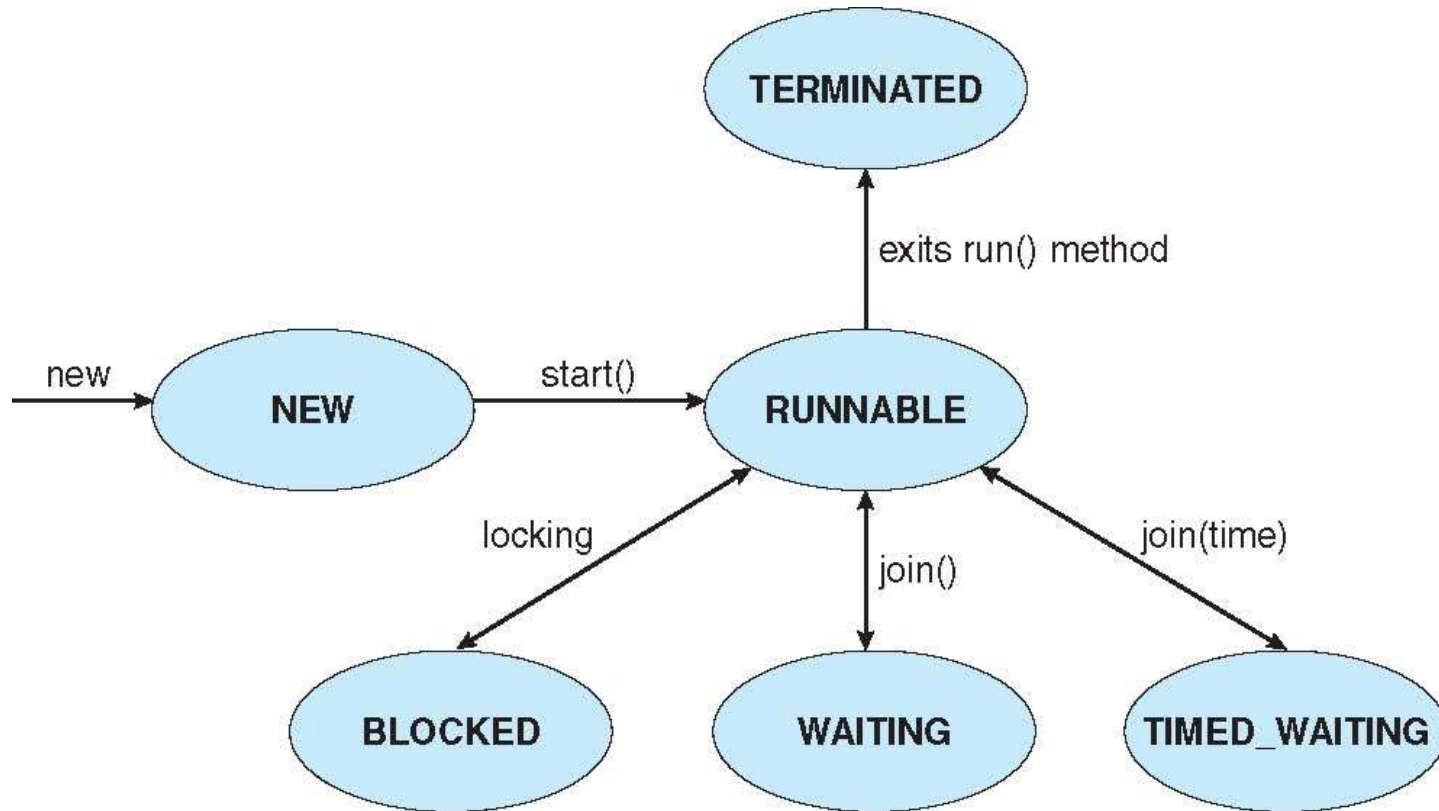 TERMINATED
exits run() method
new
NEW
start()
RUNNABLE
locking
join()
join(time)
BLOCKED
WAITING
TIMED_WAITING